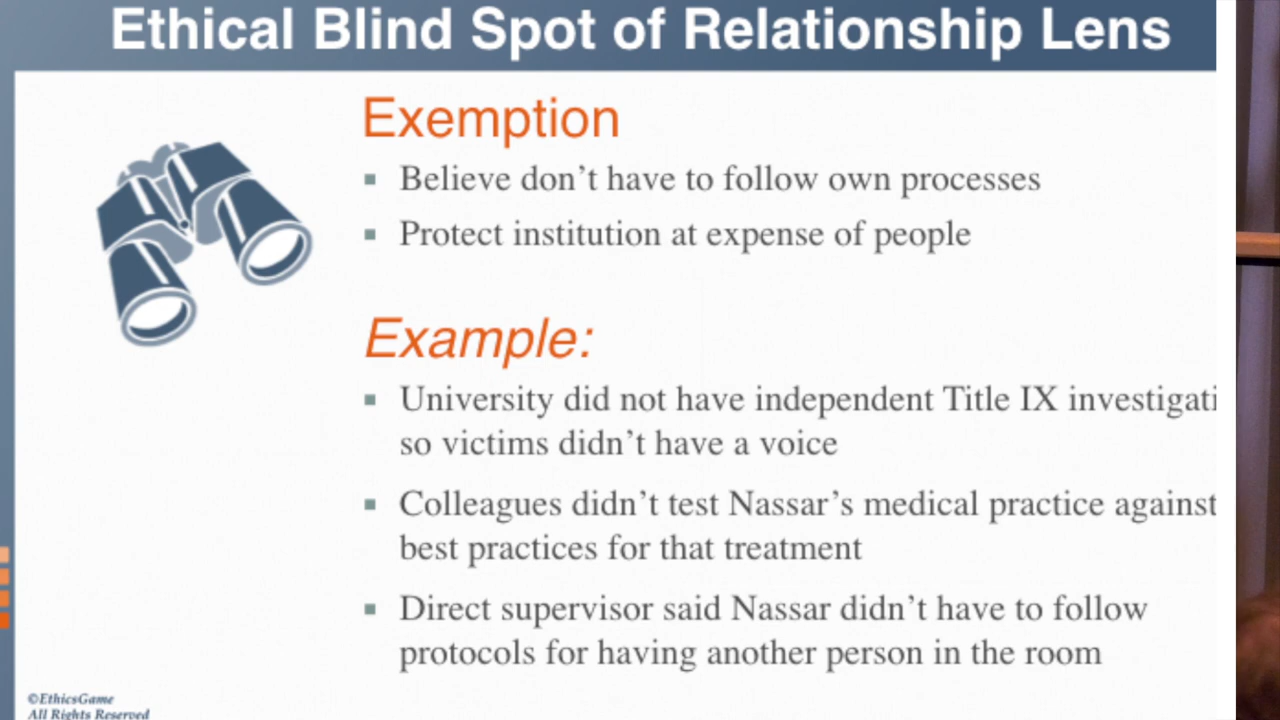 Ethical Blind Spot of Relationship Lens
Exemption
Believe don't have to follow own processes
Protect institution at expense of people
Example:
University did not have independent Title IX investigati
so victims didn't have a voice
Colleagues didn't test Nassar's medical practice against
best practices for that treatment
Direct supervisor said Nassar didn't have to follow
protocols for having another person in the room
©EthicsGame
All Rights Reserved